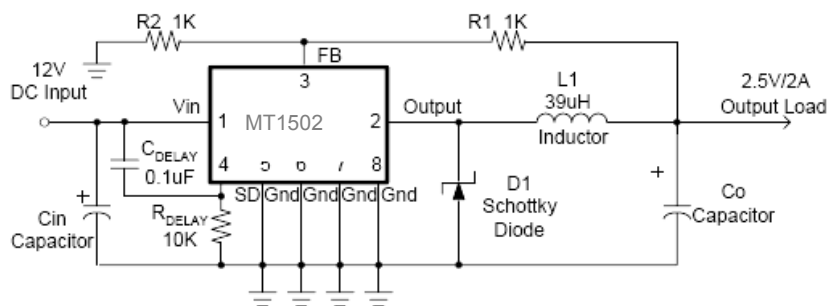 R2 1K
R1 1K
FB
3
12V
DC Input
Vin
1
MT1502
2
Output
L1
39uH
Inductor
2.5V/2A
Output Load
C_DELAY
0.1uF
4
8
SD Gnd Gnd Gnd Gnd
+
Cin
Capacitor
R_DELAY
10K
D1
Schottky
Diode
+
Co
Capacitor